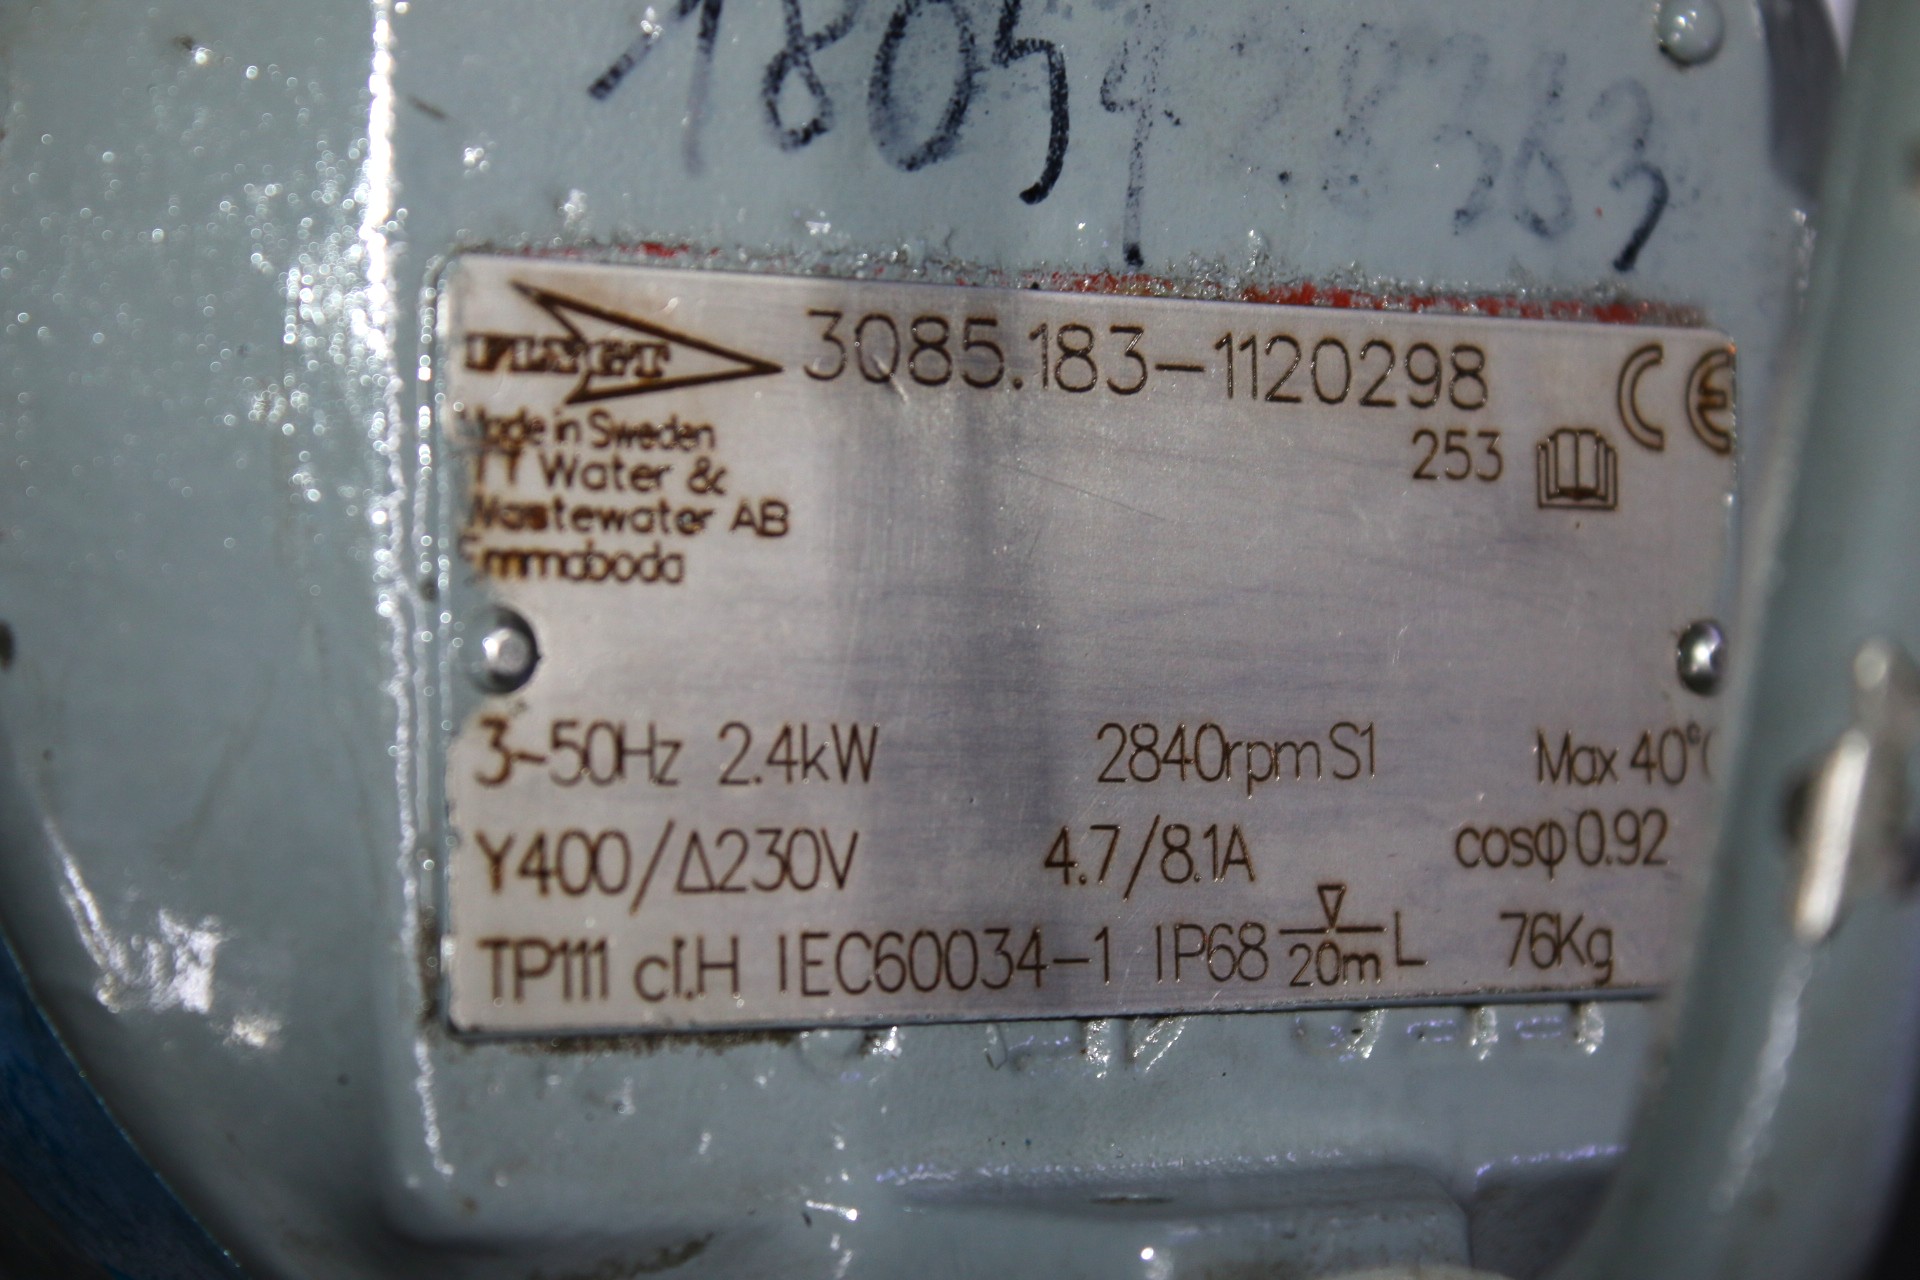 FLYGT 3085.183-1120298
Made in Sweden
ITT Water &
Wastewater AB
Emmaboda
253
3~50Hz 2.4kW 2840rpm S1 Max 40°C
Y400/Δ230V 4.7/8.1A cosφ 0.92
TP111 cl.H IEC60034-1 IP68 20m L 76Kg